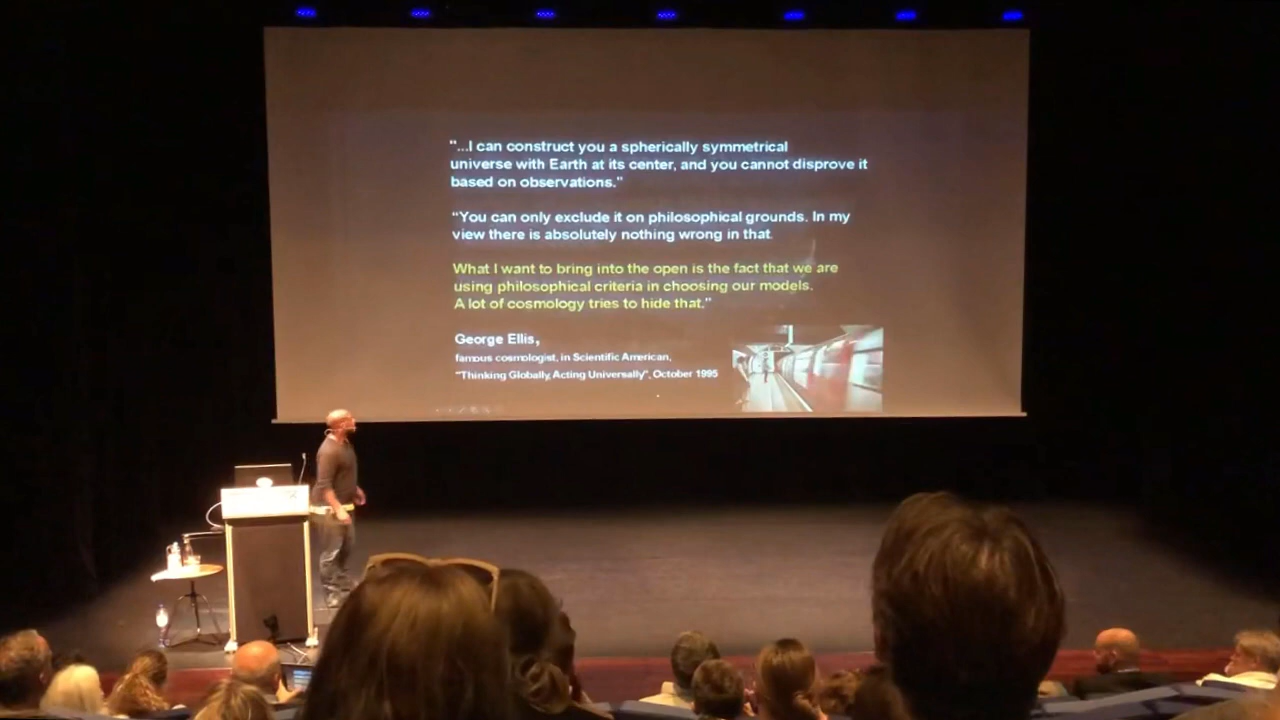 "...I can construct you a spherically symmetrical
universe with Earth at its center, and you cannot disprove it
based on observations."
"You can only exclude it on philosophical grounds. In my
view there is absolutely nothing wrong in that.
What I want to bring into the open is the fact that we are
using philosophical criteria in choosing our models.
A lot of cosmology tries to hide that."
George Ellis,
famous cosmologist, in Scientific American,
"Thinking Globally, Acting Universally", October 1995